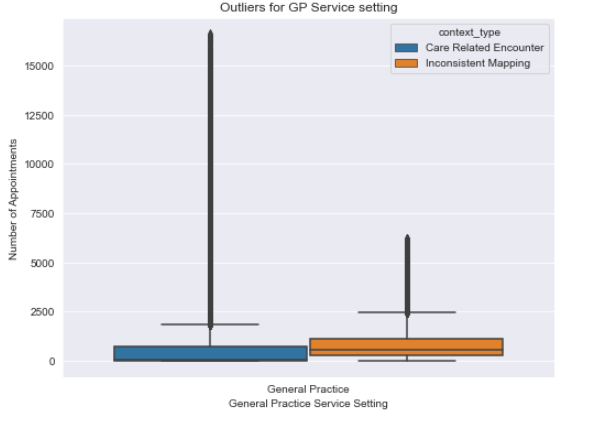 Outliers for GP Service setting
context_type
Care Related Encounter
Inconsistent Mapping
15000
12500
10000
7500
5000
2500
0
Number of Appointments
General Practice
General Practice Service Setting